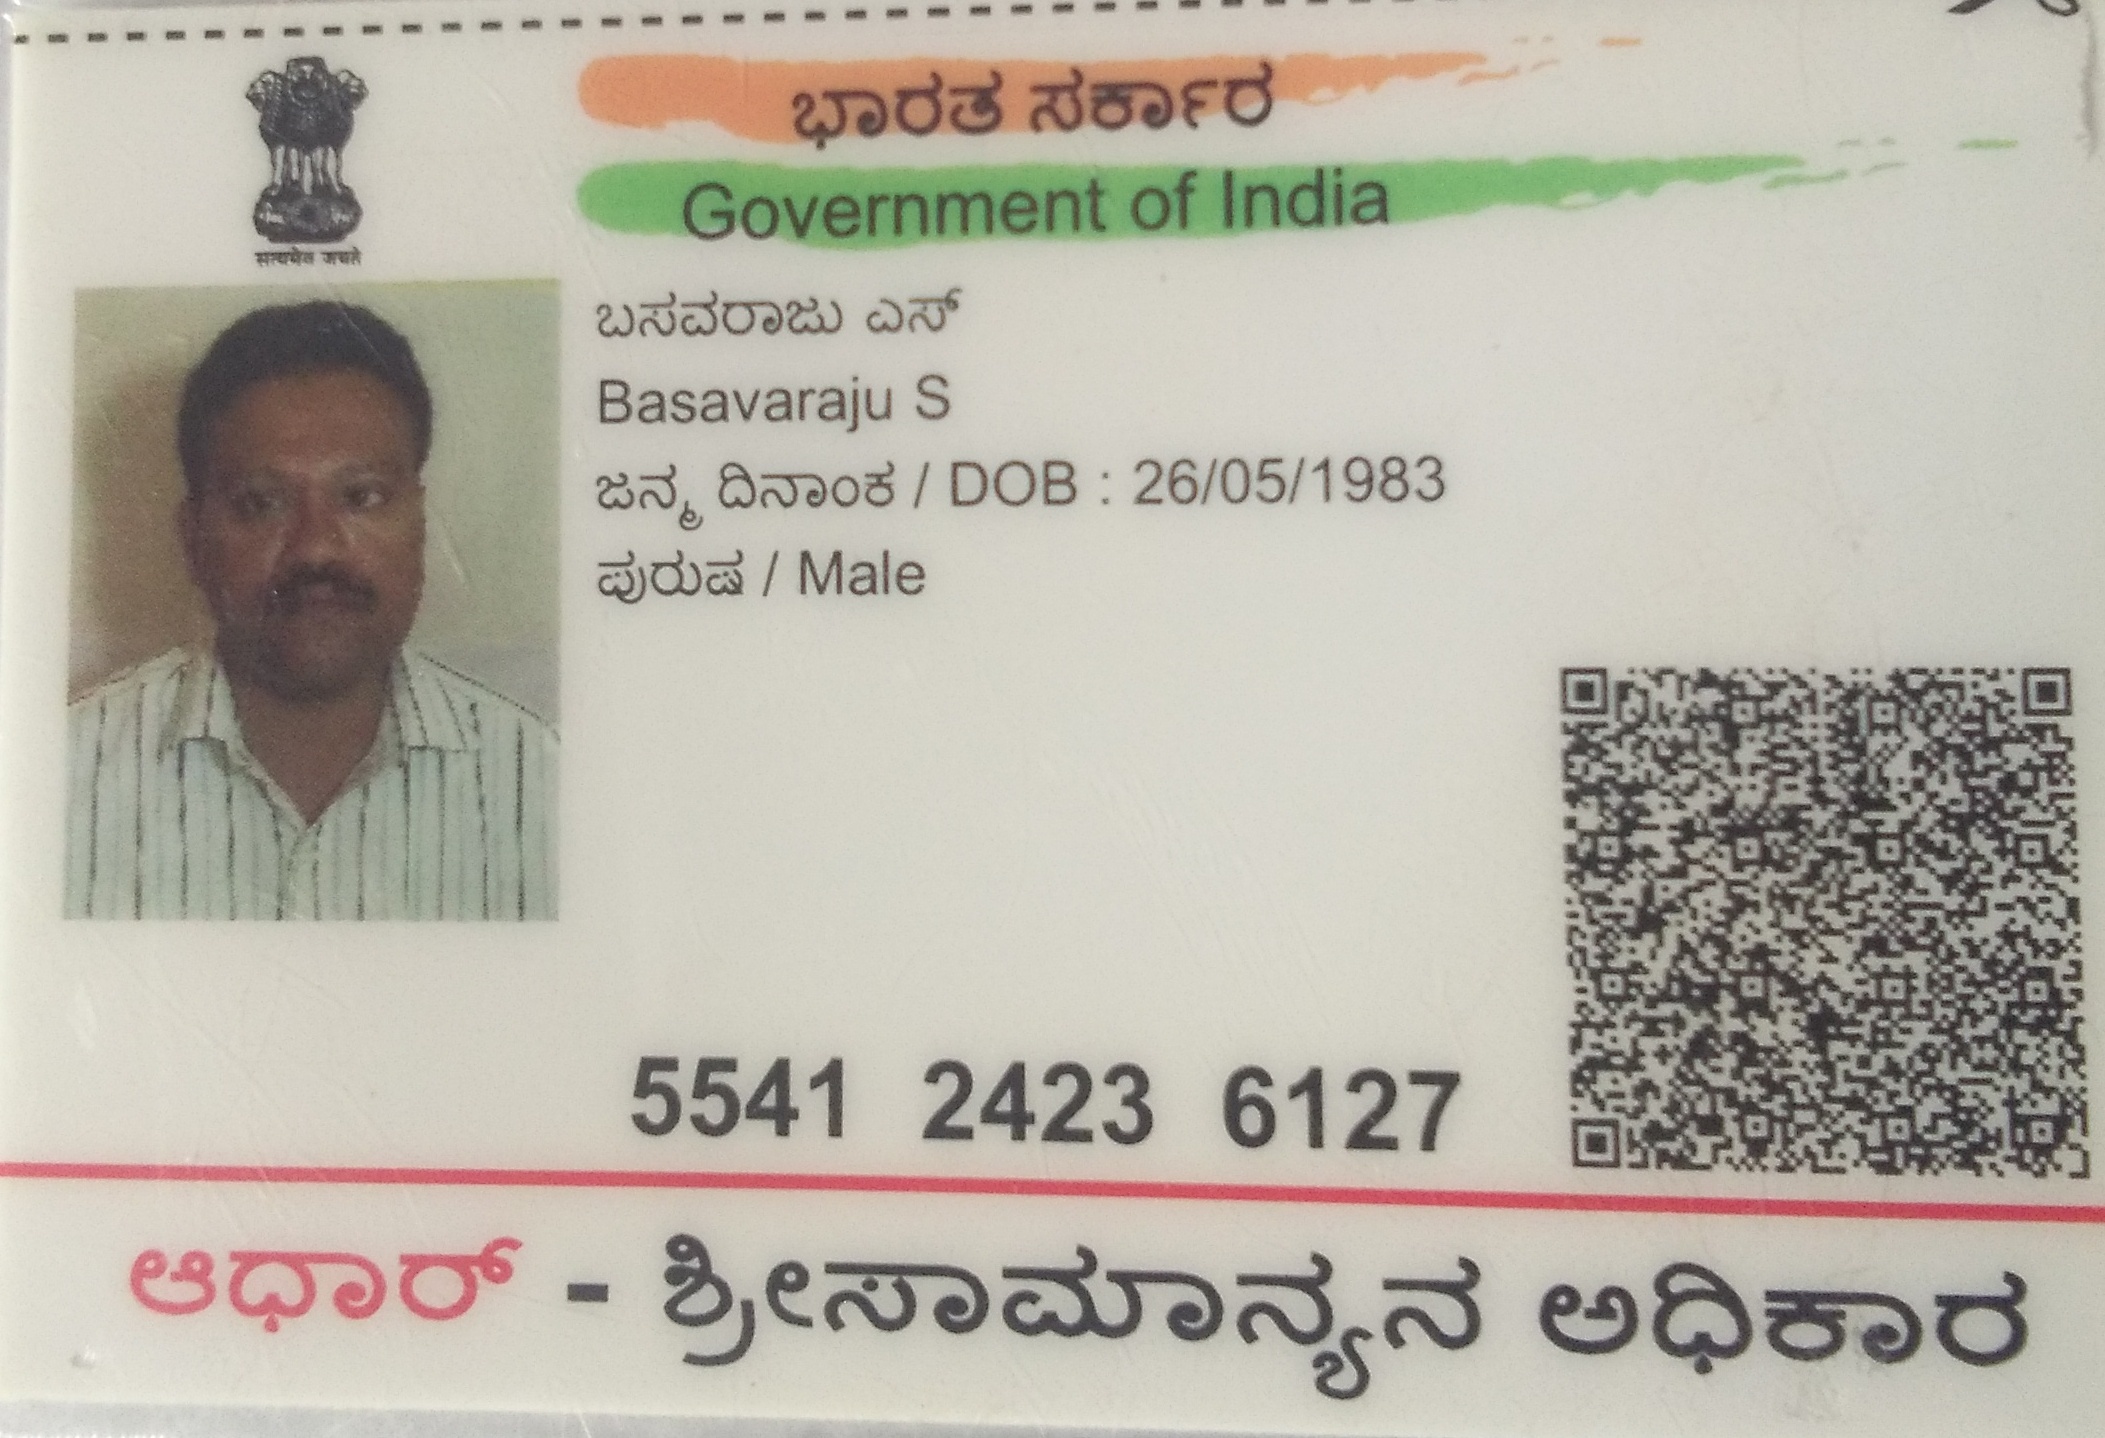 सत्यमेव जयते
ಭಾರತ ಸರ್ಕಾರ
Government of India
ಬಸವರಾಜು ಎಸ್
Basavaraju S
ಜನ್ಮ ದಿನಾಂಕ / DOB : 26/05/1983
ಪುರುಷ / Male
5541 2423 6127
ಆಧಾರ್ - ಶ್ರೀಸಾಮಾನ್ಯನ ಅಧಿಕಾರ